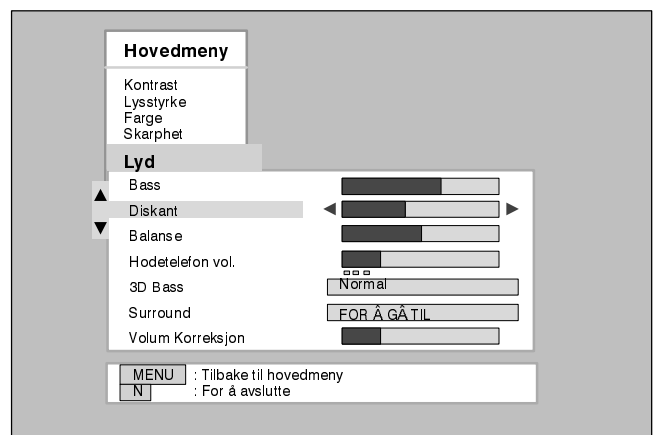 Hovedmeny
Kontrast
Lysstyrke
Farge
Skarphet
Lyd
Bass
Diskant
Balanse
Hodetelefon vol.
3D Bass Normal
Surround FOR Â GÂ TIL
Volum Korreksjon
MENU : Tilbake til hovedmeny
N : For å avslutte